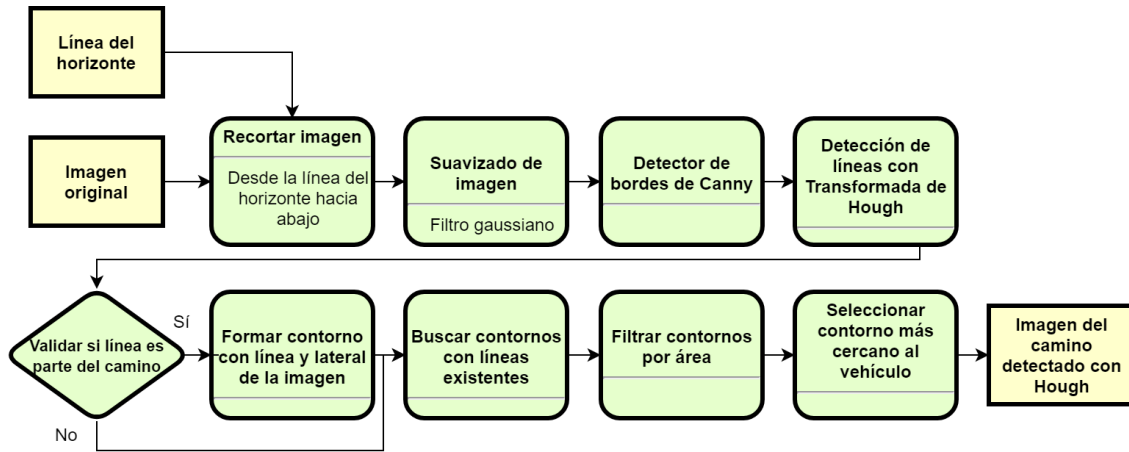 Línea del
horizonte
Imagen
original
Recortar imagen
Desde la línea del
horizonte hacia
abajo
Suavizado de
imagen
Filtro gaussiano
Detector de
bordes de Canny
Detección de
líneas con
Transformada de
Hough
Validar si línea es
parte del camino
Sí
No
Formar contorno
con línea y lateral
de la imagen
Buscar contornos
con líneas
existentes
Filtrar contornos
por área
Seleccionar
contorno más
cercano al
vehículo
Imagen del
camino
detectado con
Hough